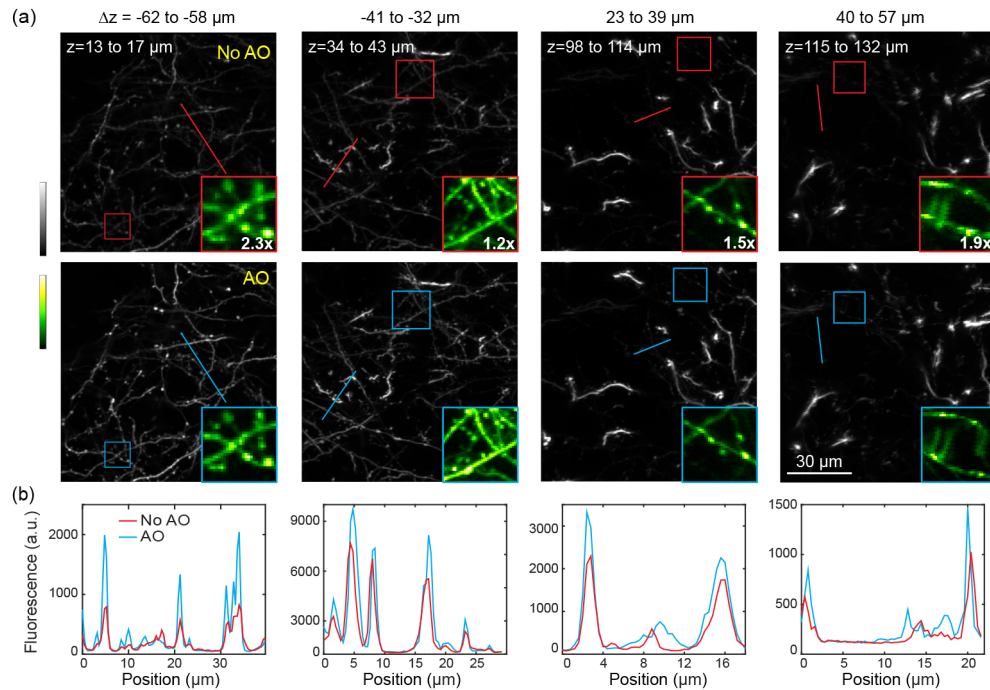 (a)
Δz = -62 to -58 µm
-41 to -32 µm
23 to 39 µm
40 to 57 µm
z=13 to 17 µm
No AO
z=34 to 43 µm
z=98 to 114 µm
z=115 to 132 µm
2.3x
1.2x
1.5x
1.9x
AO
30 µm
(b)
Fluorescence (a.u.)
2000
1000
0
No AO
AO
0
10
20
30
Position (µm)
9000
6000
3000
0
0
5
10
15
20
25
Position (µm)
3000
2000
1000
0
0
4
8
12
16
Position (µm)
1500
1000
500
0
0
5
10
15
20
Position (µm)